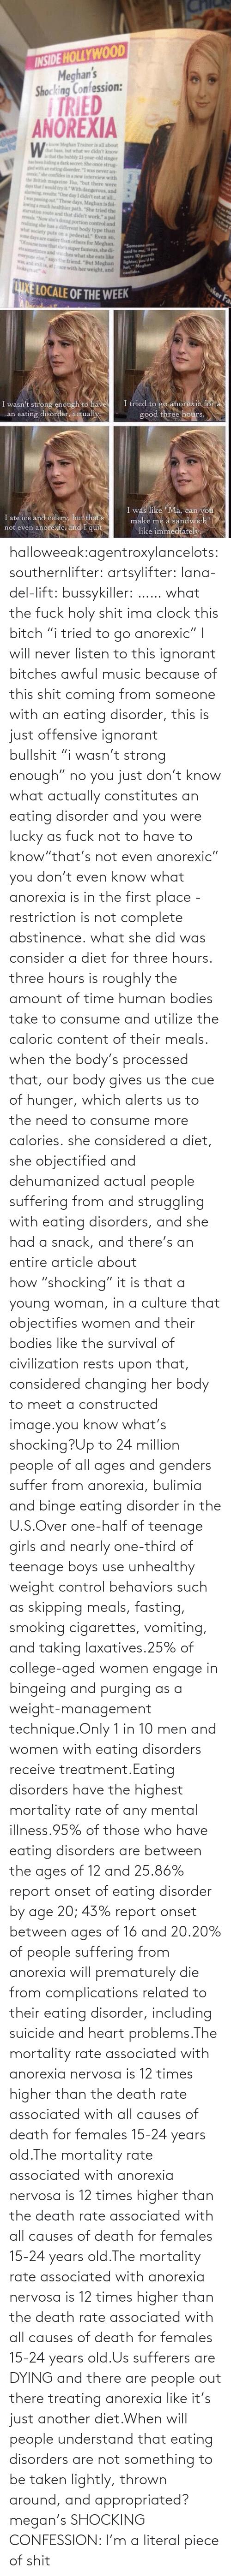 INSIDE HOLLYWOOD
Meghan's
Shocking Confession:
I TRIED
ANOREXIA
LUXE LOCALE OF THE WEEK
I wasn't strong enough to have
an eating disorder, actually.
I tried to go anorexic for a
good three hours.
I ate ice and celery, but that's
not even anorexic, and I quit.
I was like "Ma, can you
make me a sandwich"
like immediately.
halloweeak:agentroxylancelots:
southernlifter: artsylifter: lana-
del-lift: bussykiller: …… what
the fuck holy shit ima clock this
bitch “i tried to go anorexic” I
will never listen to this ignorant
bitches awful music because of
this shit coming from someone
with an eating disorder, this is
just offensive ignorant
bullshit “i wasn’t strong
enough” no you just don’t know
what actually constitutes an
eating disorder and you were
lucky as fuck not to have to
know“that’s not even anorexic”
you don’t even know what
anorexia is in the first place -
restriction is not complete
abstinence. what she did was
consider a diet for three hours.
three hours is roughly the
amount of time human bodies
take to consume and utilize the
caloric content of their meals.
when the body’s processed
that, our body gives us the cue
of hunger, which alerts us to
the need to consume more
calories. she considered a diet,
she objectified and
dehumanized actual people
suffering from and struggling
with eating disorders, and she
had a snack, and there’s an
entire article about
how “shocking” it is that a
young woman, in a culture that
objectifies women and their
bodies like the survival of
civilization rests upon that,
considered changing her body
to meet a constructed
image.you know what’s
shocking?Up to 24 million
people of all ages and genders
suffer from anorexia, bulimia
and binge eating disorder in the
U.S.Over one-half of teenage
girls and nearly one-third of
teenage boys use unhealthy
weight control behaviors such
as skipping meals, fasting,
smoking cigarettes, vomiting,
and taking laxatives.25% of
college-aged women engage in
bingeing and purging as a
weight-management
technique.Only 1 in 10 men and
women with eating disorders
receive treatment.Eating
disorders have the highest
mortality rate of any mental
illness.95% of those who have
eating disorders are between
the ages of 12 and 25.86%
report onset of eating disorder
by age 20; 43% report onset
between ages of 16 and 20.20%
of people suffering from
anorexia will prematurely die
from complications related to
their eating disorder, including
suicide and heart problems.The
mortality rate associated with
anorexia nervosa is 12 times
higher than the death rate
associated with all causes of
death for females 15-24 years
old.The mortality rate
associated with anorexia
nervosa is 12 times higher than
the death rate associated with
all causes of death for females
15-24 years old.The mortality
rate associated with anorexia
nervosa is 12 times higher than
the death rate associated with
all causes of death for females
15-24 years old.Us sufferers are
DYING and there are people out
there treating anorexia like it’s
just another diet.When will
people understand that eating
disorders are not something to
be taken lightly, thrown
around, and appropriated?
megan’s SHOCKING
CONFESSION: I’m a literal piece
of shit